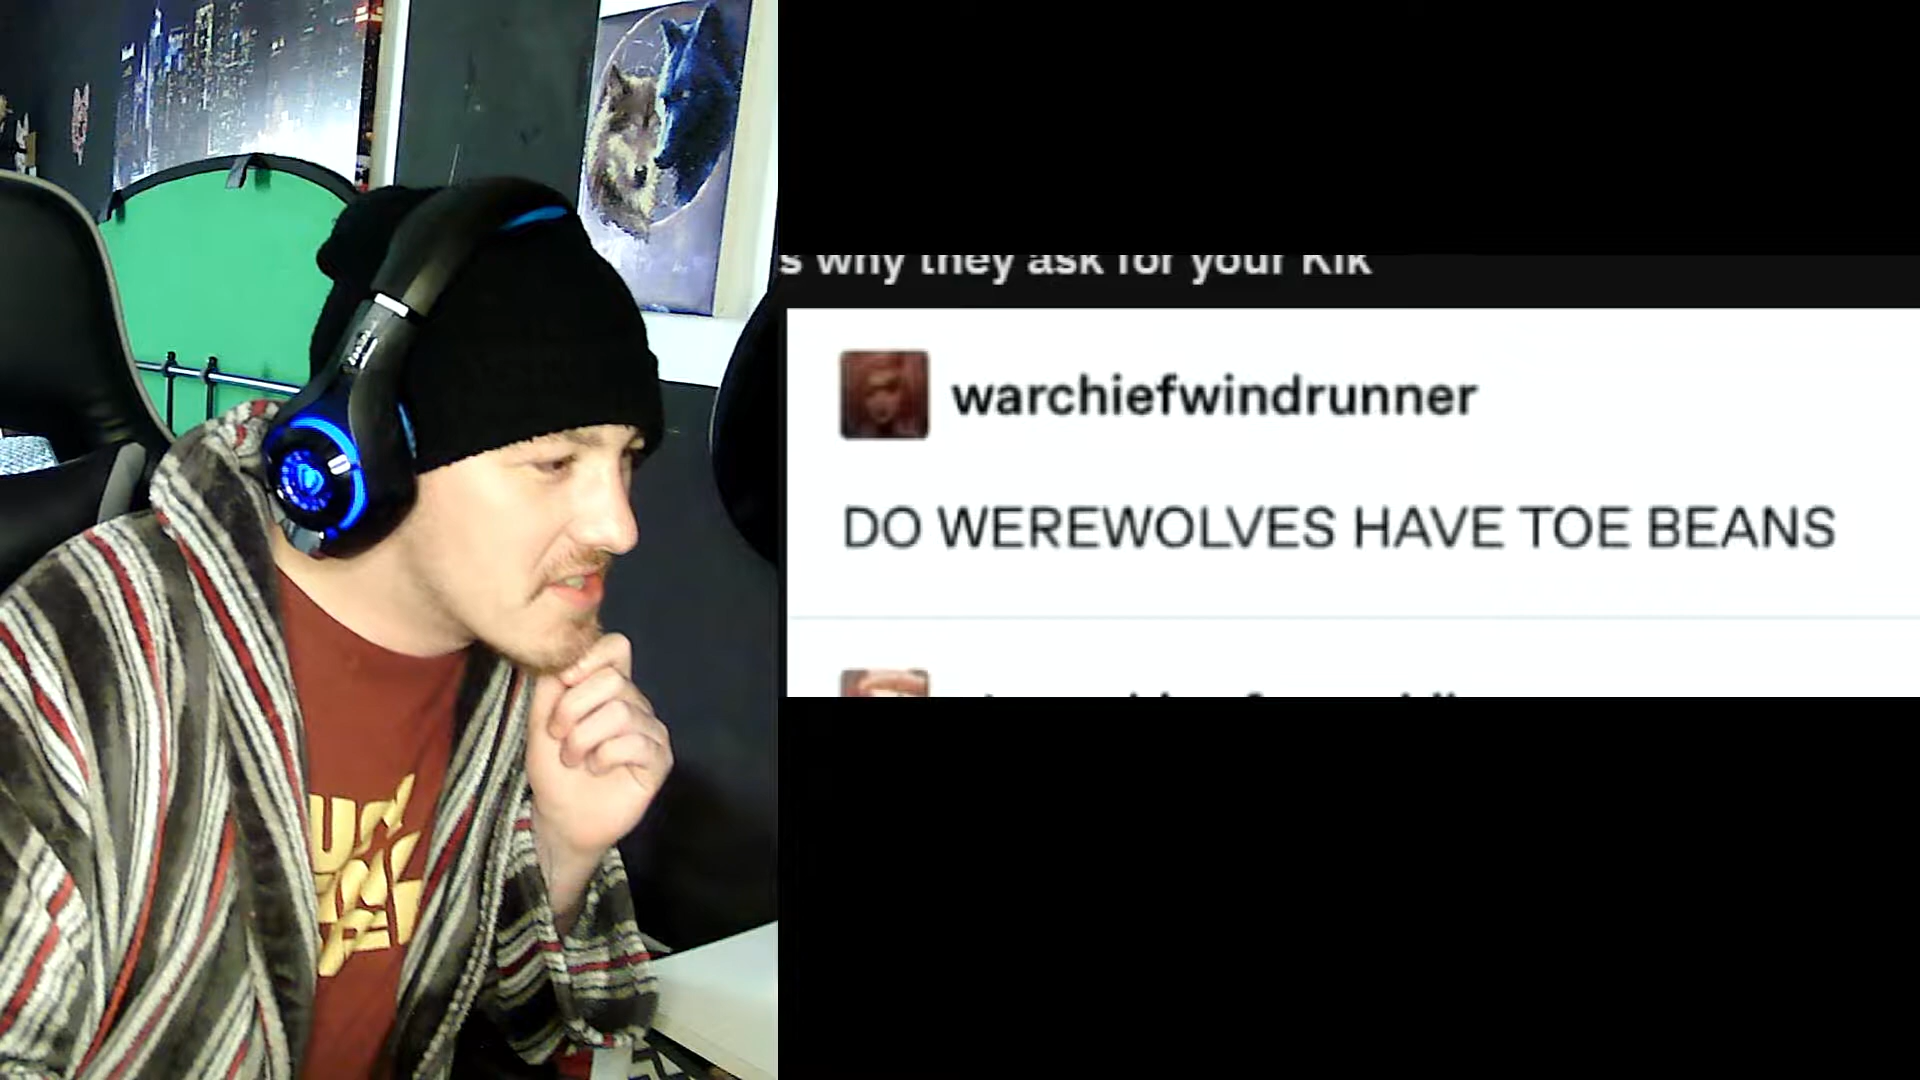 s why they ask for your Kik
warchiefwindrunner
DO WEREWOLVES HAVE TOE BEANS